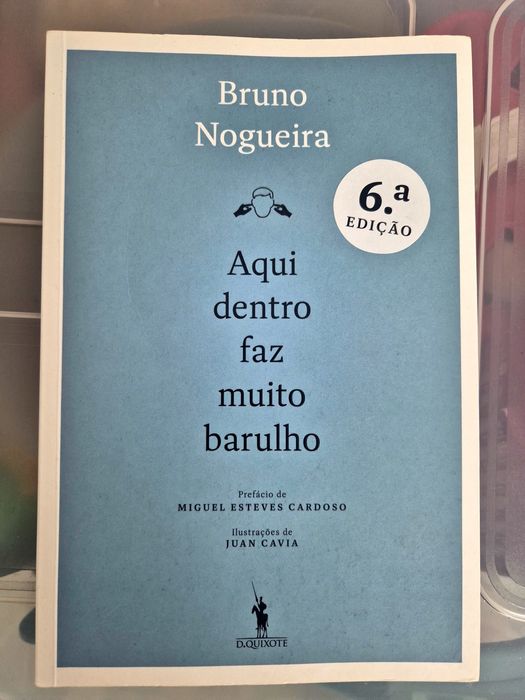 Bruno
Nogueira
6.ª
EDIÇÃO
Aqui
dentro
faz
muito
barulho
Prefácio de
MIGUEL ESTEVES CARDOSO
Ilustrações de
JUAN CAVIA
D.QUIXOTE